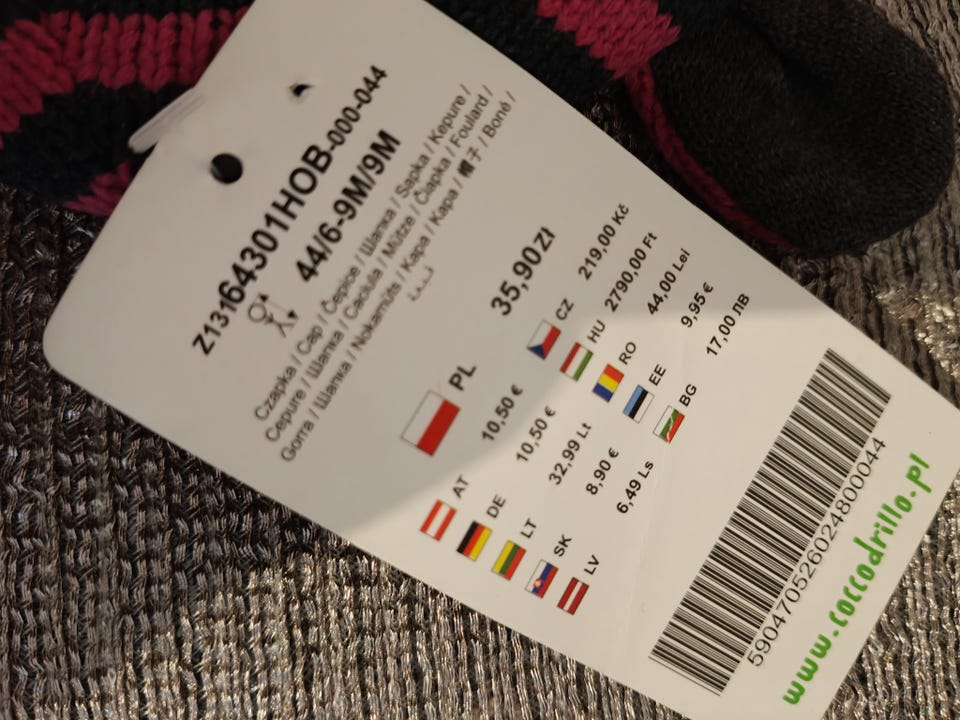 Z13164301HOB-000-044
44/6-9M/9M
Czapka / Cap / Čepice / Шапка / Sapka / Kepure /
Cepure / Шапка / Caciula / Mütze / Čiapka / Foulard /
Gorra / Шапка / Nokamüts / Kapa / Kapa / 帽子 / Boné /
PL 35,90zł
AT 10,50 € CZ 219,00 Kč
DE 10,50 € HU 2790,00 Ft
LT 32,99 Lt RO 44,00 Lei
SK 8,90 € EE 9,95 €
LV 6,49 Ls BG 17,00 ЛВ
590470526024800044
www.coccodrillo.pl